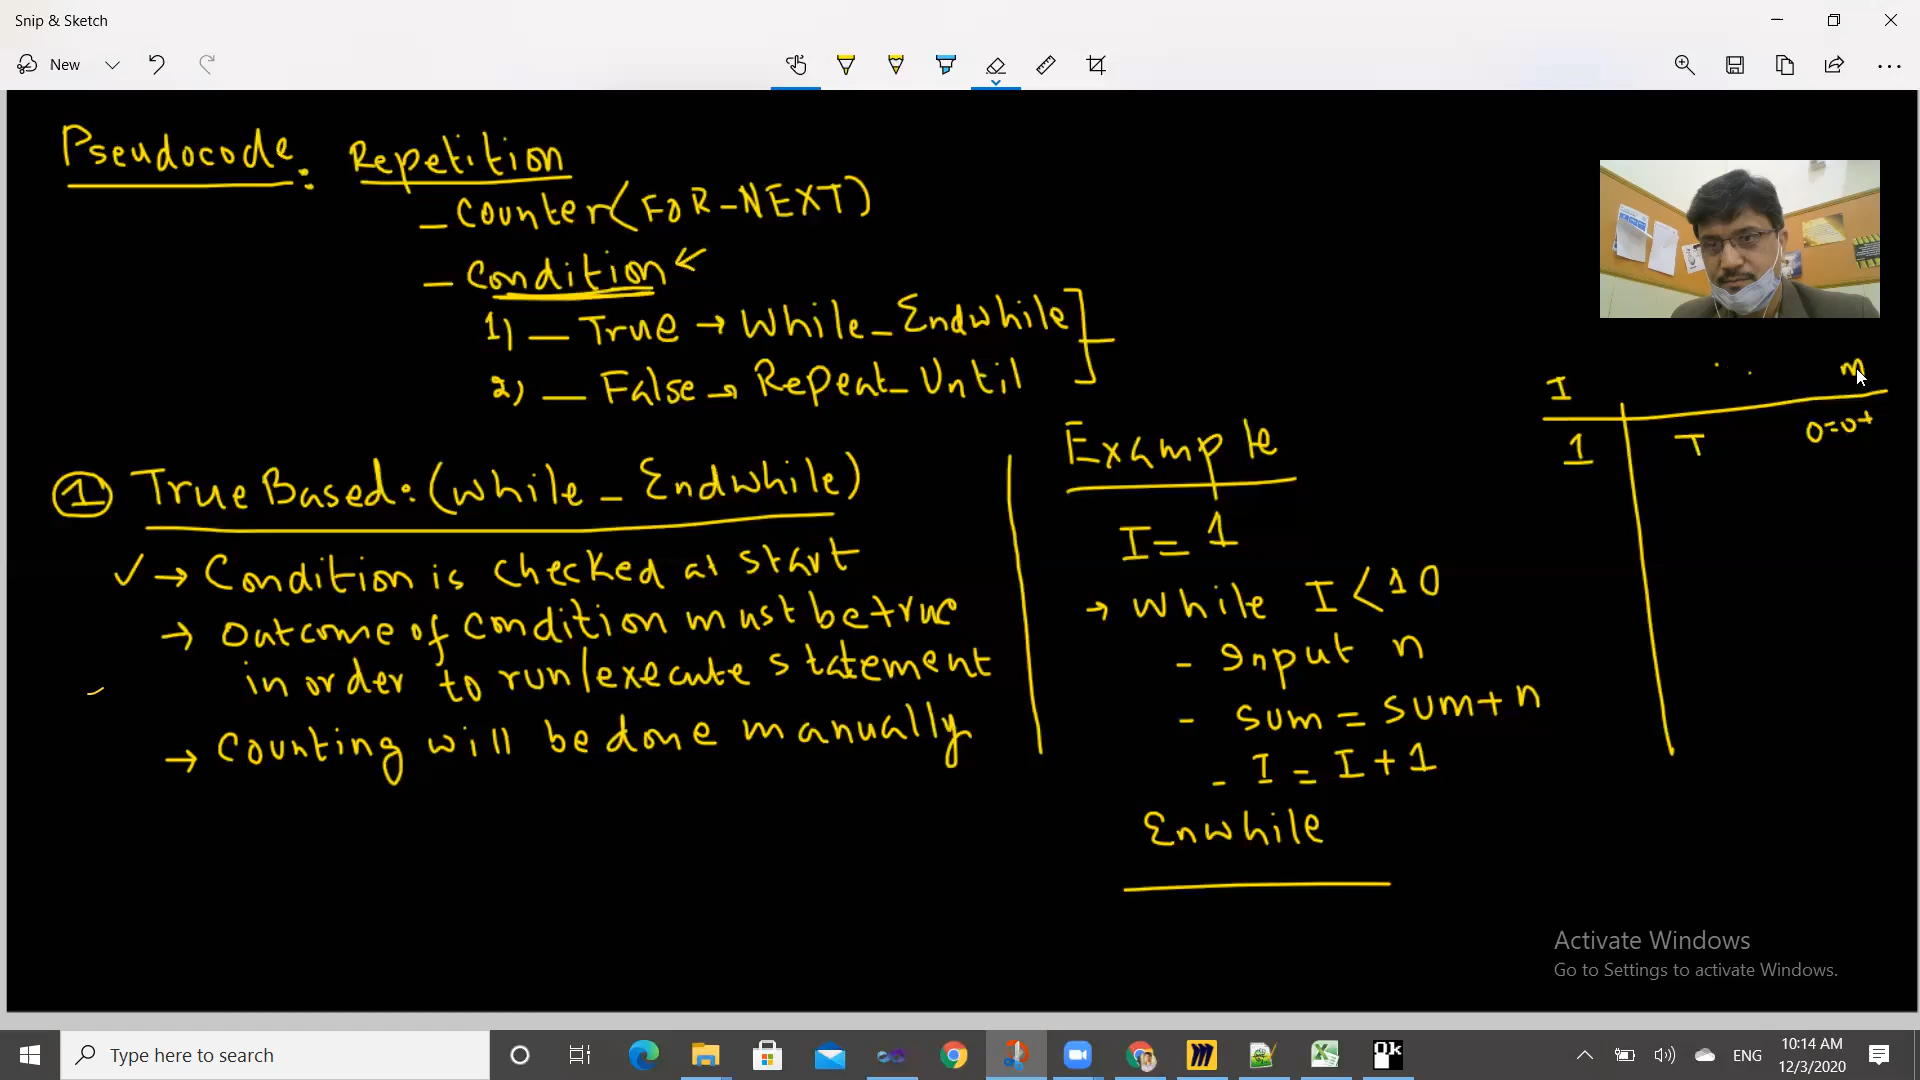 Snip & Sketch
New
Pseudocode: Repetition
- Counter (FOR-NEXT)
- Condition ←
1) — True → While_Endwhile
2) — False → Repeat_Until
① True Based: (while _ Endwhile)
✓ → Condition is checked at start
→ Outcome of condition must be true
in order to run/execute statement
→ Counting will be done manually
Example
I = 1
→ While I < 10
- Input n
- sum = sum + n
- I = I + 1
Enwhile
I
1 T 0=0+
Activate Windows
Go to Settings to activate Windows.
Type here to search
Ok
ENG
10:14 AM
12/3/2020